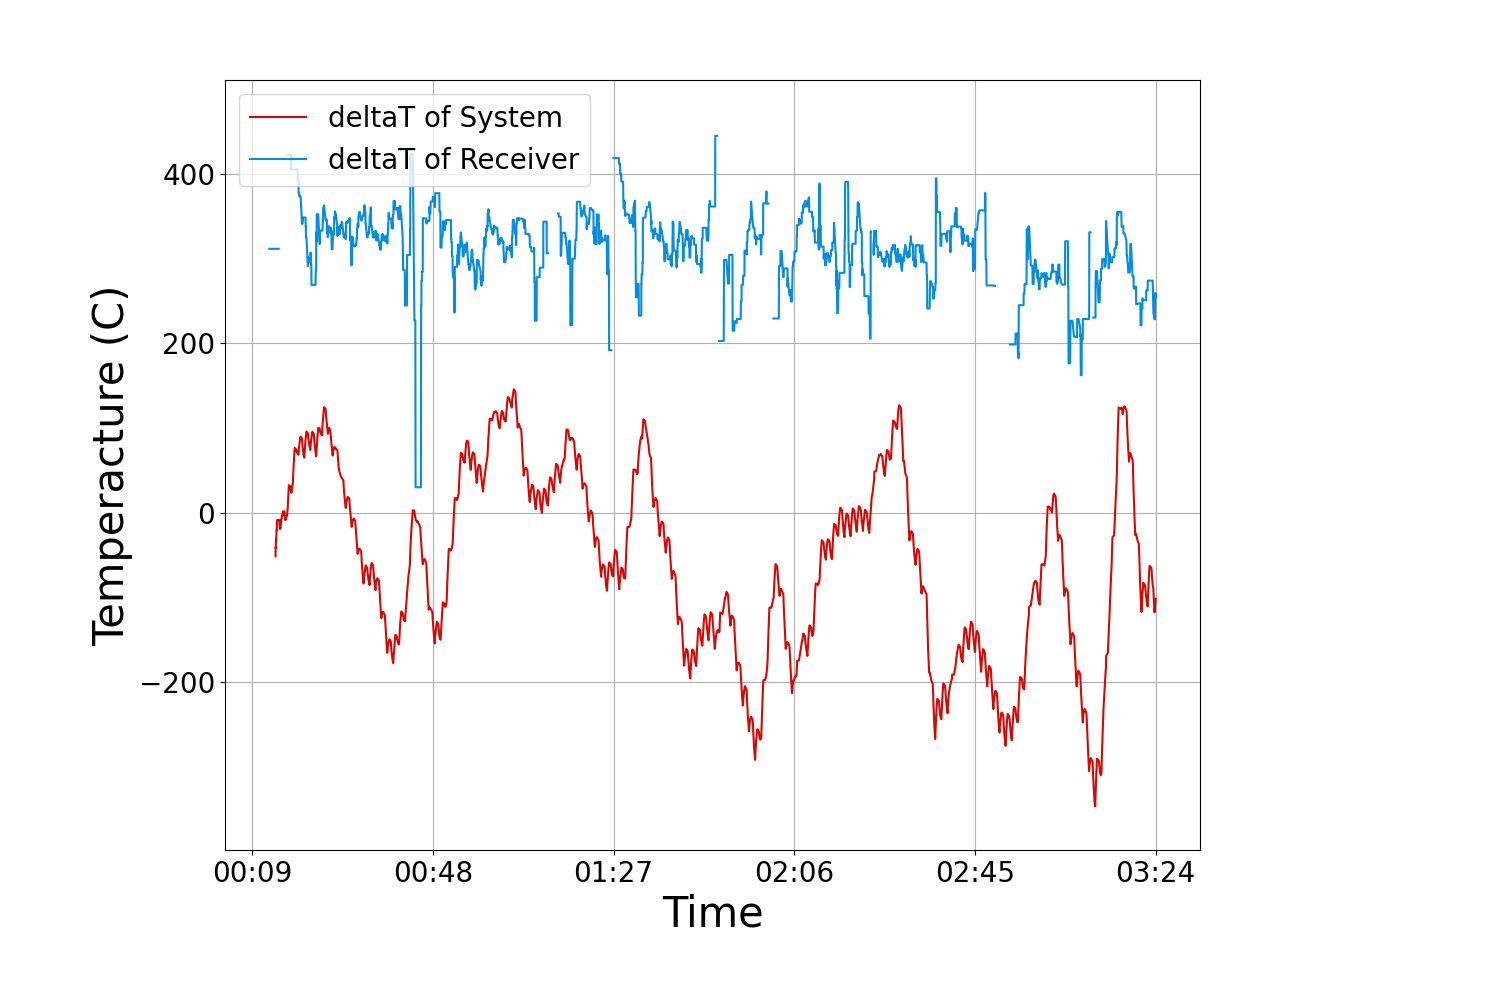 deltaT of System
deltaT of Receiver
400
200
0
−200
Temperacture (C)
00:09 00:48 01:27 02:06 02:45 03:24
Time